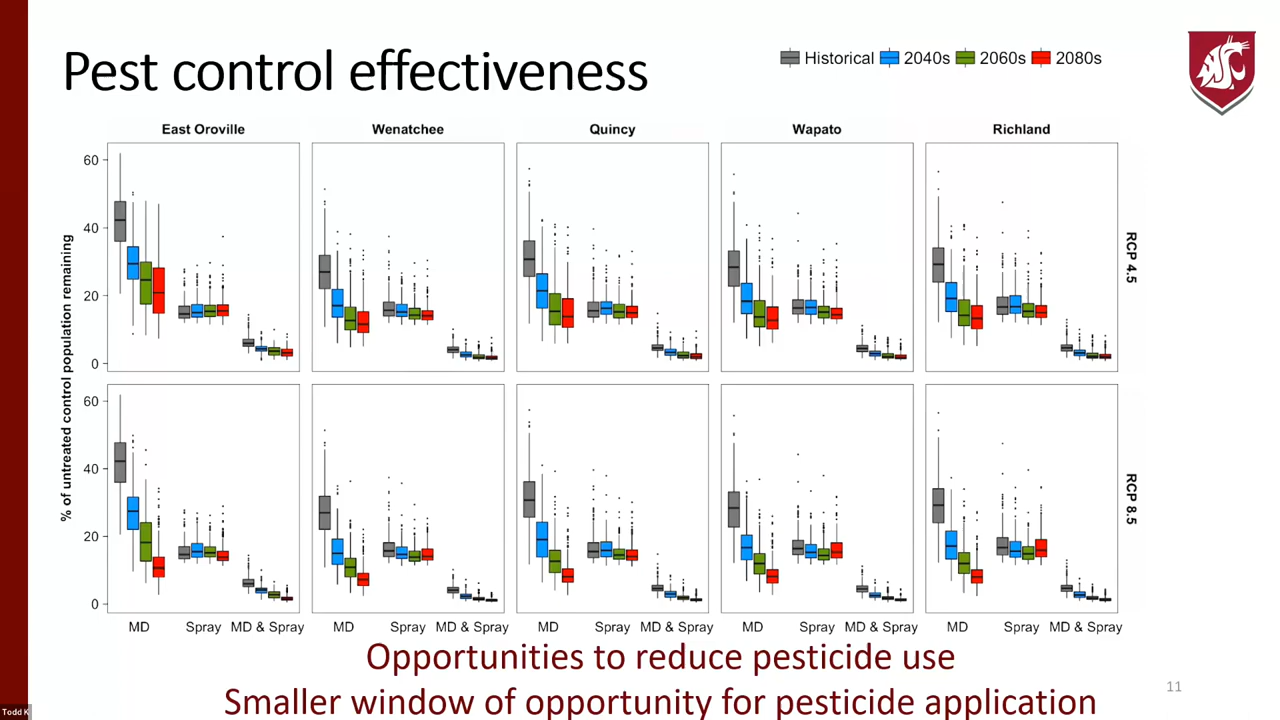 Pest control effectiveness
Historical 2040s 2060s 2080s
East Oroville Wenatchee Quincy Wapato Richland
% of untreated control population remaining
60
40
20
0
RCP 4.5
60
40
20
0
RCP 8.5
MD Spray MD & Spray MD Spray MD & Spray MD Spray MD & Spray MD Spray MD & Spray MD Spray MD & Spray
Opportunities to reduce pesticide use
Smaller window of opportunity for pesticide application
11
Todd K